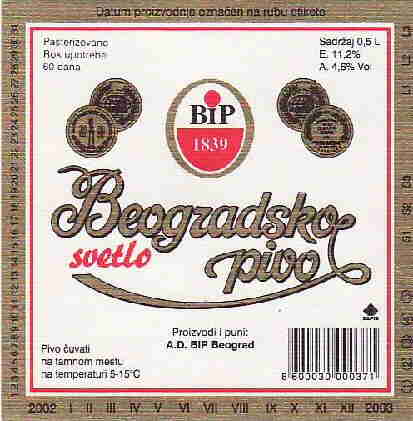 Datum proizvodnje označen na rubu etikete
Pasterizovano
Rok upotrebe
60 dana
Sadržaj 0,5 L
E. 11,2%
A. 4,6% Vol
BIP
1839
Beogradsko
svetlo
pivo
Proizvodi i puni:
A.D. BIP Beograd
Pivo čuvati
na tamnom mestu
na temperaturi 5-15°C
8 600030 000371
2002 I II III IV V VI VII VIII IX X XI XII 2003